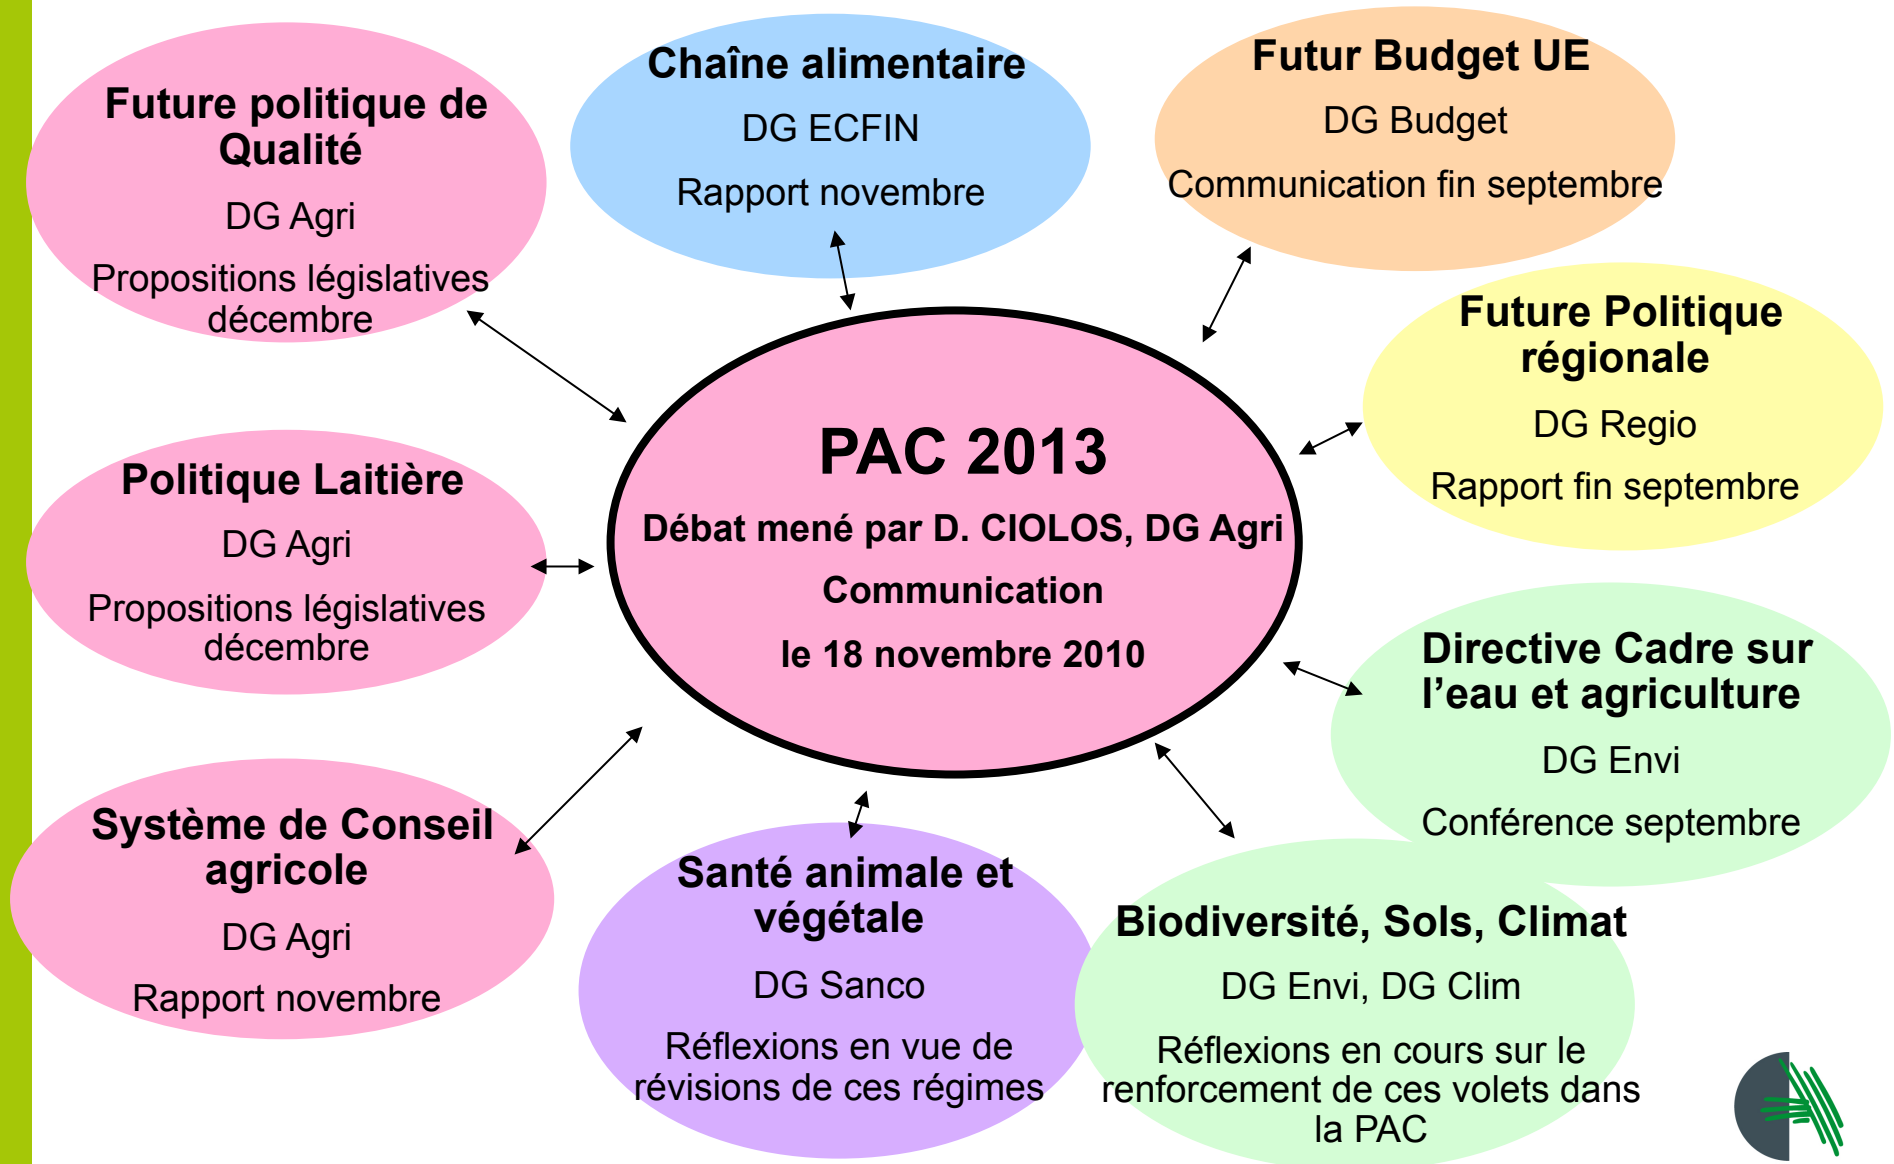 Future politique de
Qualité
DG Agri
Propositions législatives
décembre
Chaîne alimentaire
DG ECFIN
Rapport novembre
Futur Budget UE
DG Budget
Communication fin septembre
Future Politique
régionale
DG Regio
Rapport fin septembre
PAC 2013
Débat mené par D. CIOLOS, DG Agri
Communication
le 18 novembre 2010
Politique Laitière
DG Agri
Propositions législatives
décembre
Directive Cadre sur
l’eau et agriculture
DG Envi
Conférence septembre
Système de Conseil
agricole
DG Agri
Rapport novembre
Santé animale et
végétale
DG Sanco
Réflexions en vue de
révisions de ces régimes
Biodiversité, Sols, Climat
DG Envi, DG Clim
Réflexions en cours sur le
renforcement de ces volets dans
la PAC